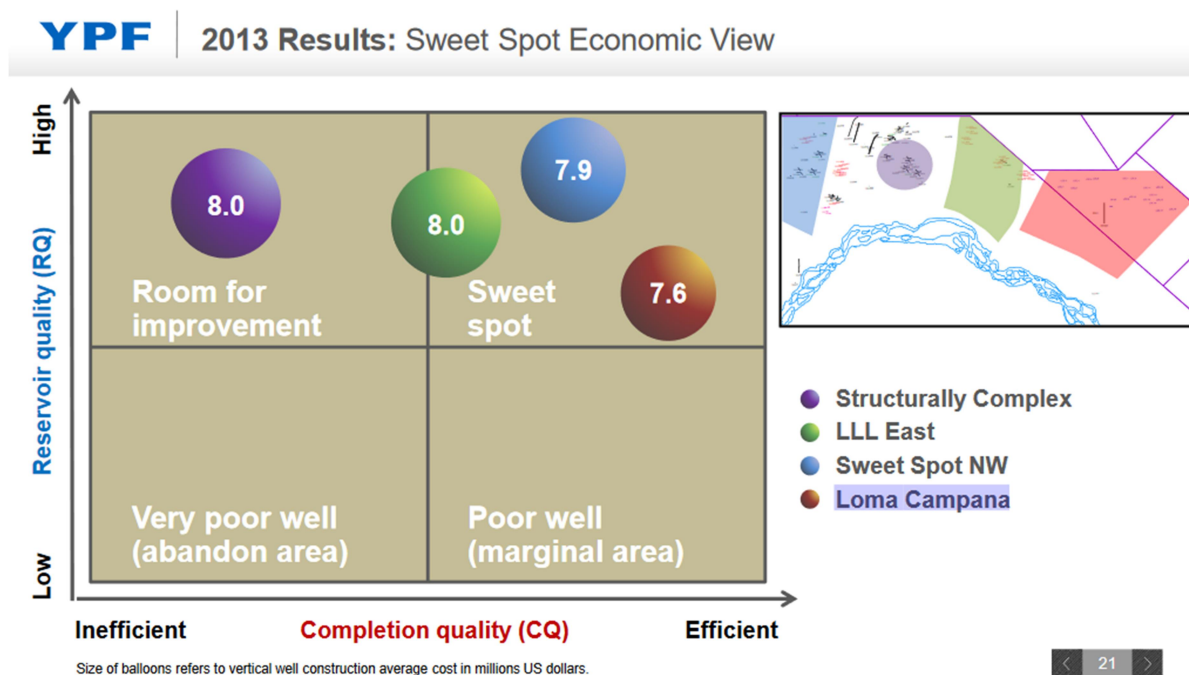 YPF
2013 Results: Sweet Spot Economic View
High
Reservoir quality (RQ)
Low
8.0
8.0
7.9
7.6
Room for
improvement
Sweet
spot
Very poor well
(abandon area)
Poor well
(marginal area)
Inefficient
Completion quality (CQ)
Efficient
Structurally Complex
LLL East
Sweet Spot NW
Loma Campana
Size of balloons refers to vertical well construction average cost in millions US dollars.
21